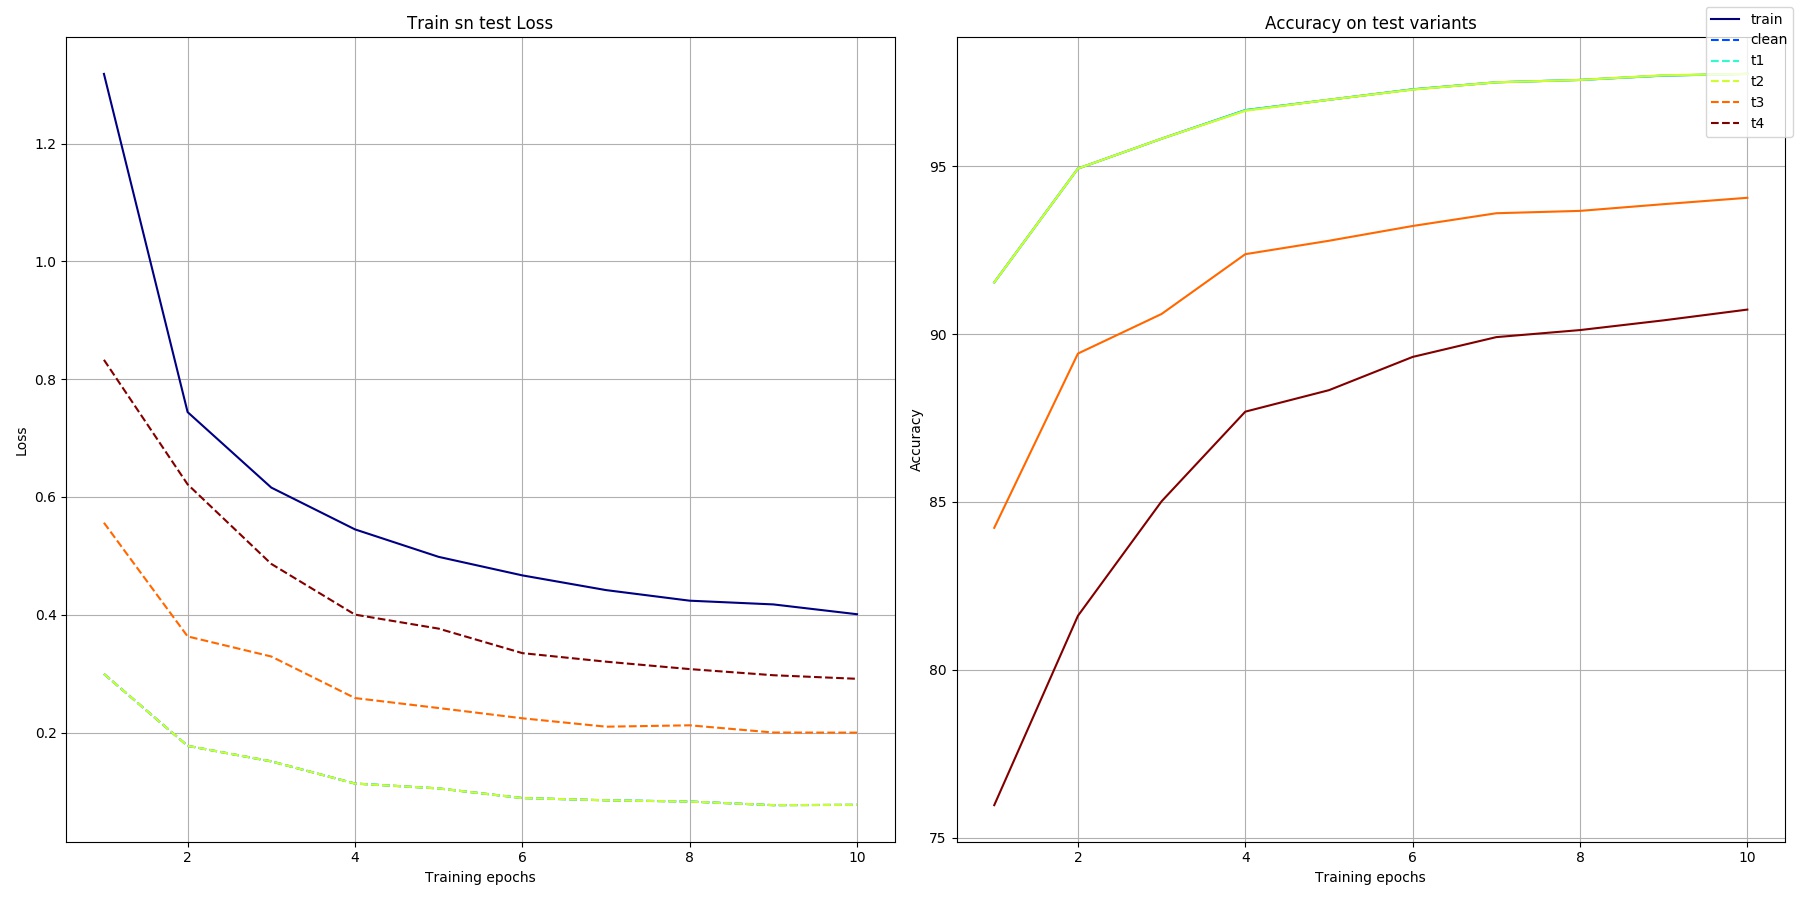 Train sn test Loss
1.2
1.0
0.8
0.6
0.4
0.2
Loss
2
4
6
8
10
Training epochs
Accuracy on test variants
95
90
85
80
75
Accuracy
2
4
6
8
10
Training epochs
train
clean
t1
t2
t3
t4